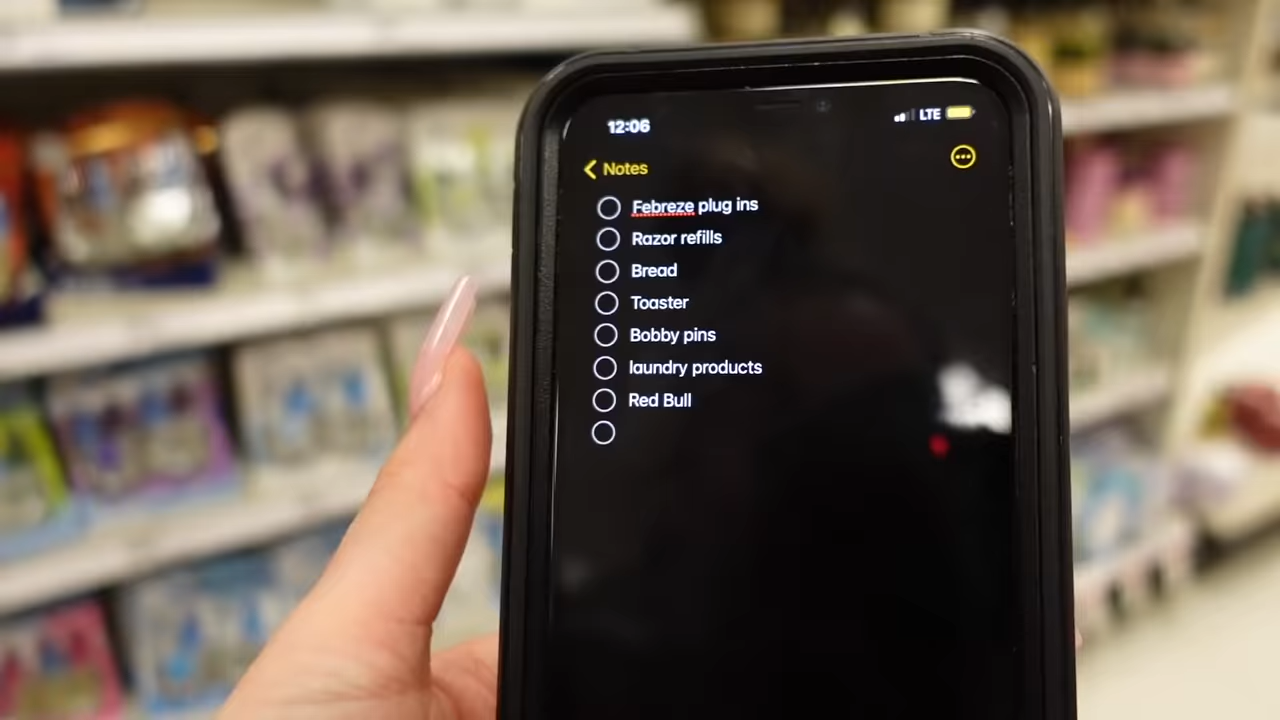 12:06
LTE
Notes
Febreze plug ins
Razor refills
Bread
Toaster
Bobby pins
laundry products
Red Bull